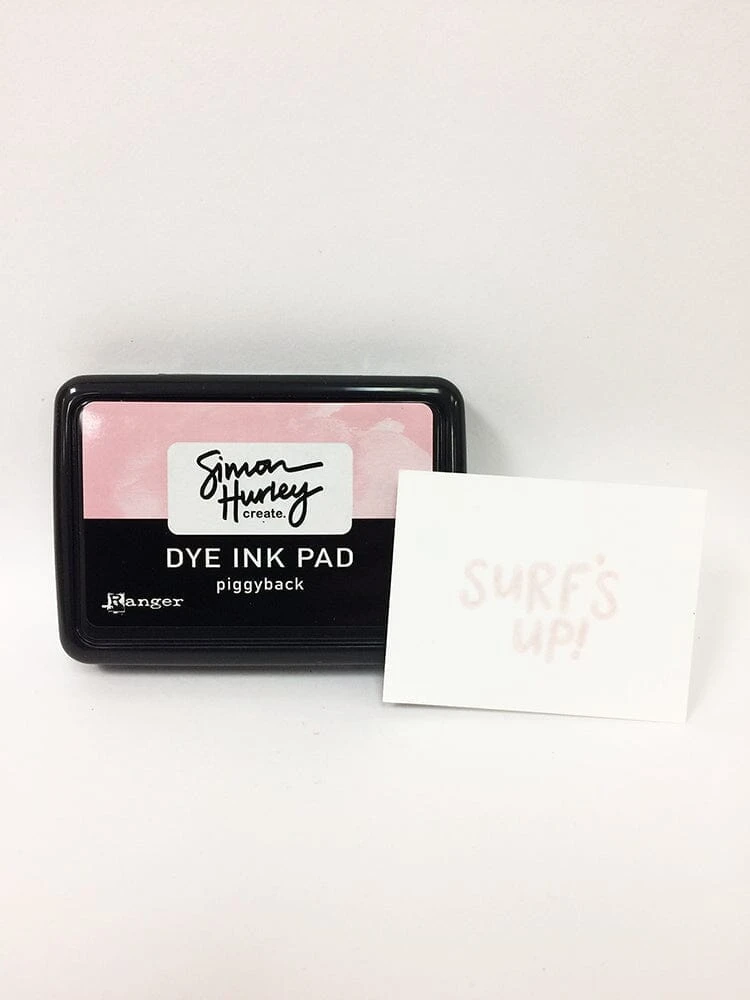 Simon
Hurley
create.
DYE INK PAD
piggyback
Ranger
SURF'S
UP!